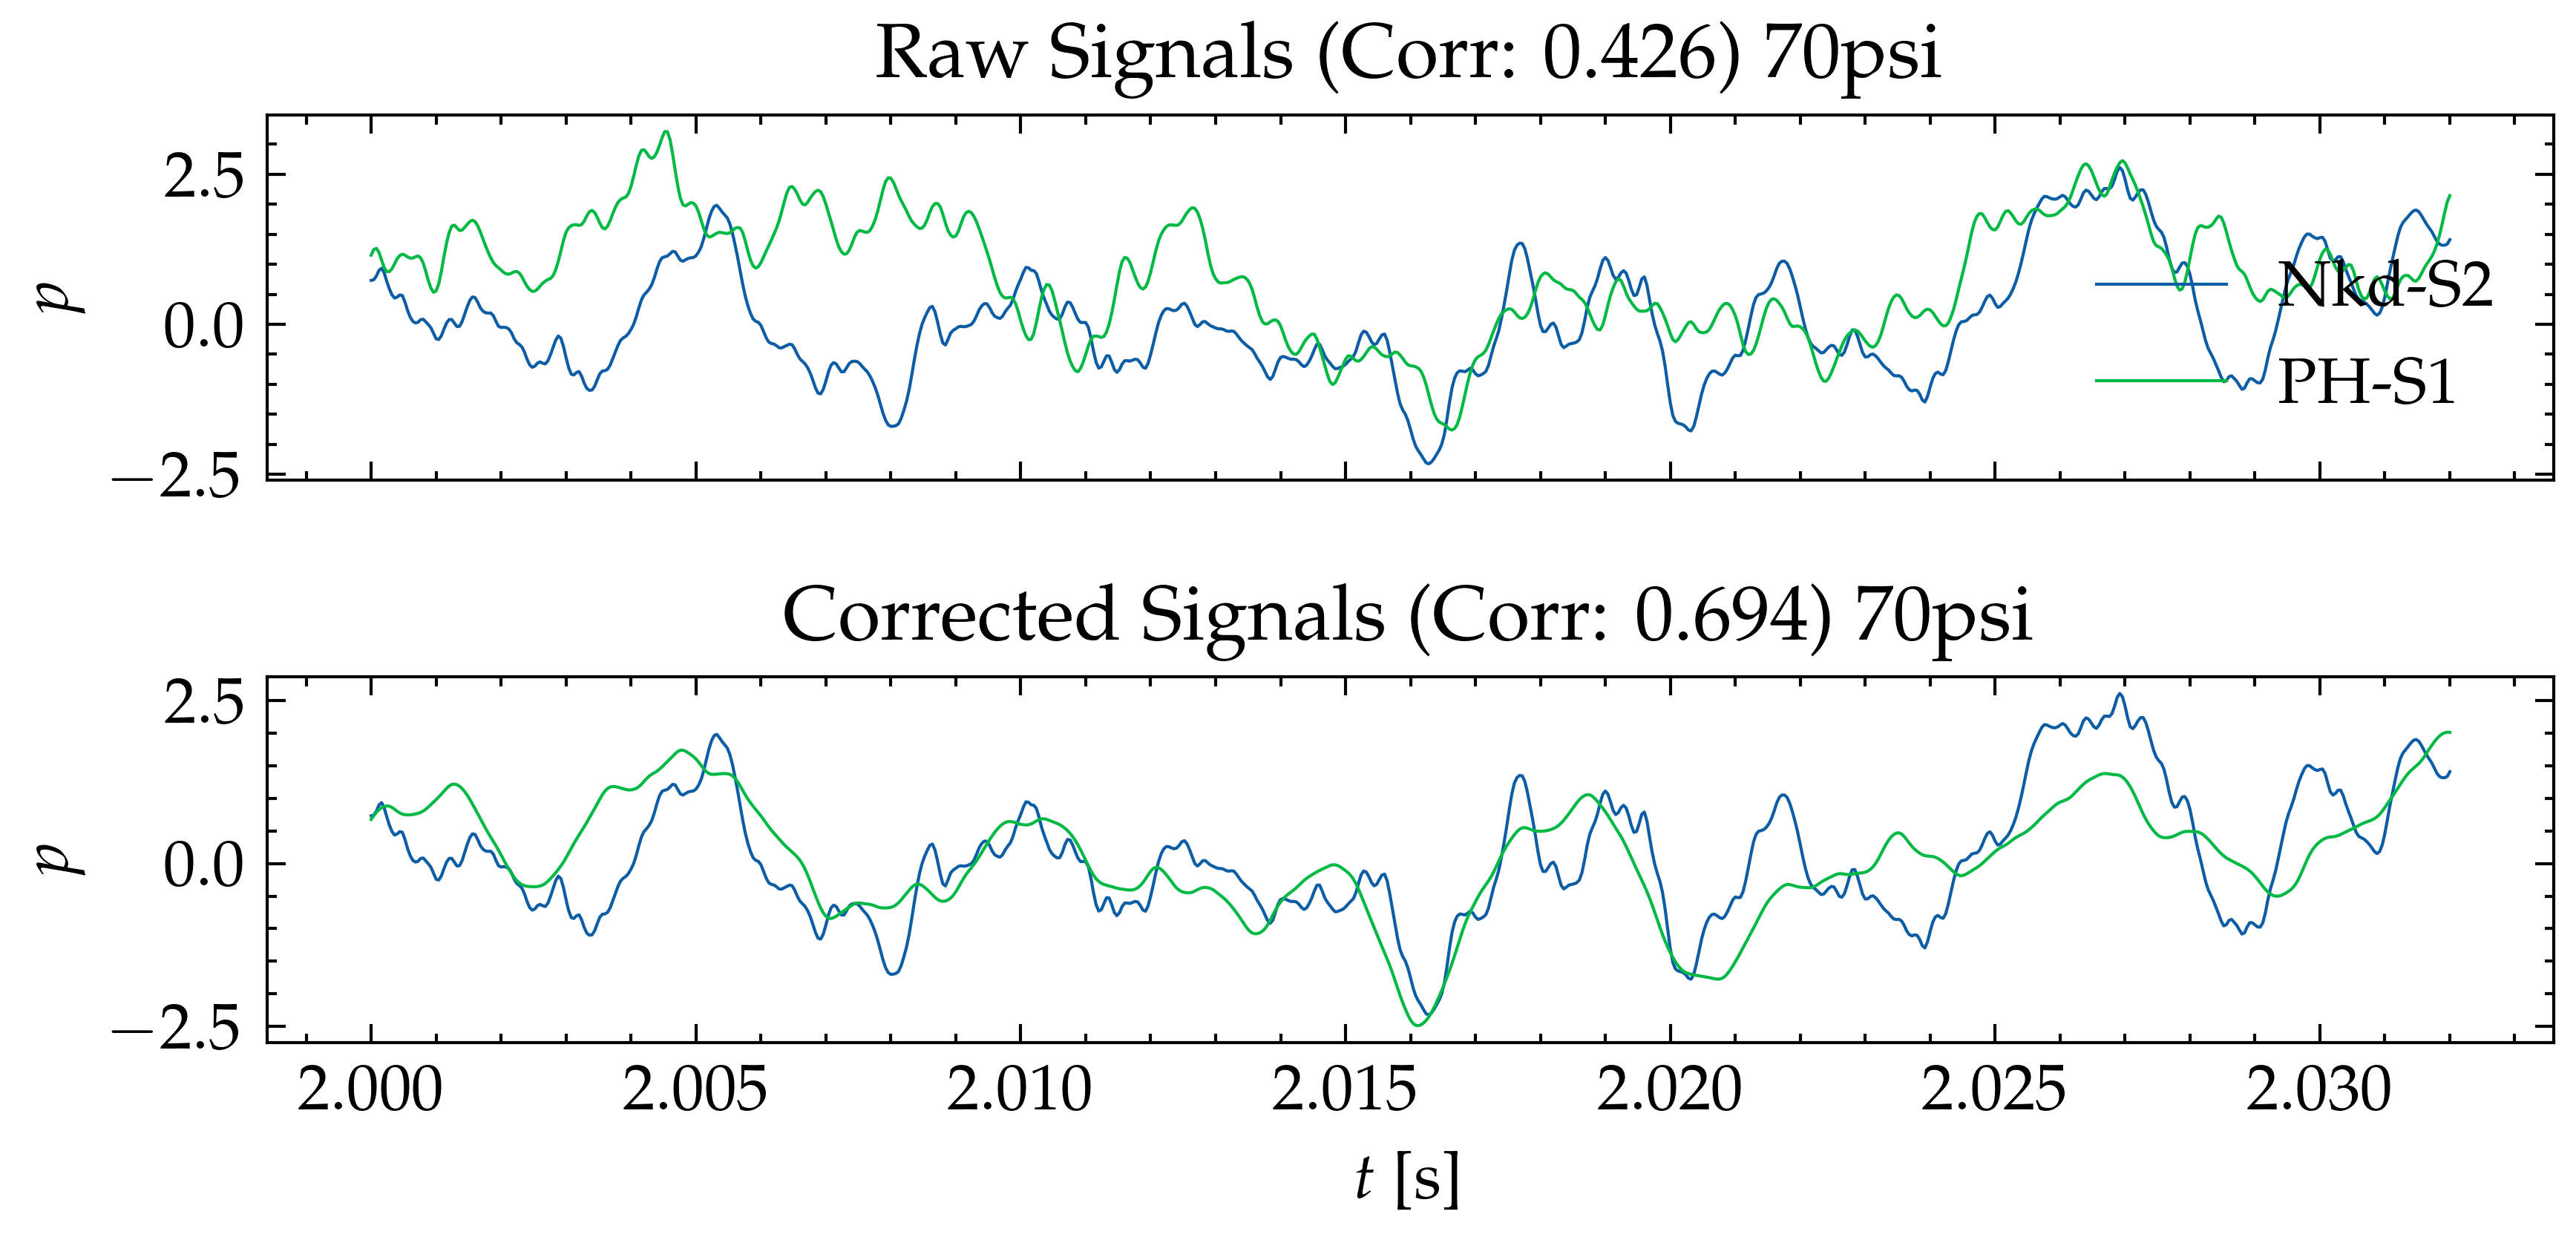 Raw Signals (Corr: 0.426) 70psi
2.5
0.0
−2.5
p
Nkd-S2
PH-S1
Corrected Signals (Corr: 0.694) 70psi
2.5
0.0
−2.5
p
2.000 2.005 2.010 2.015 2.020 2.025 2.030
t [s]